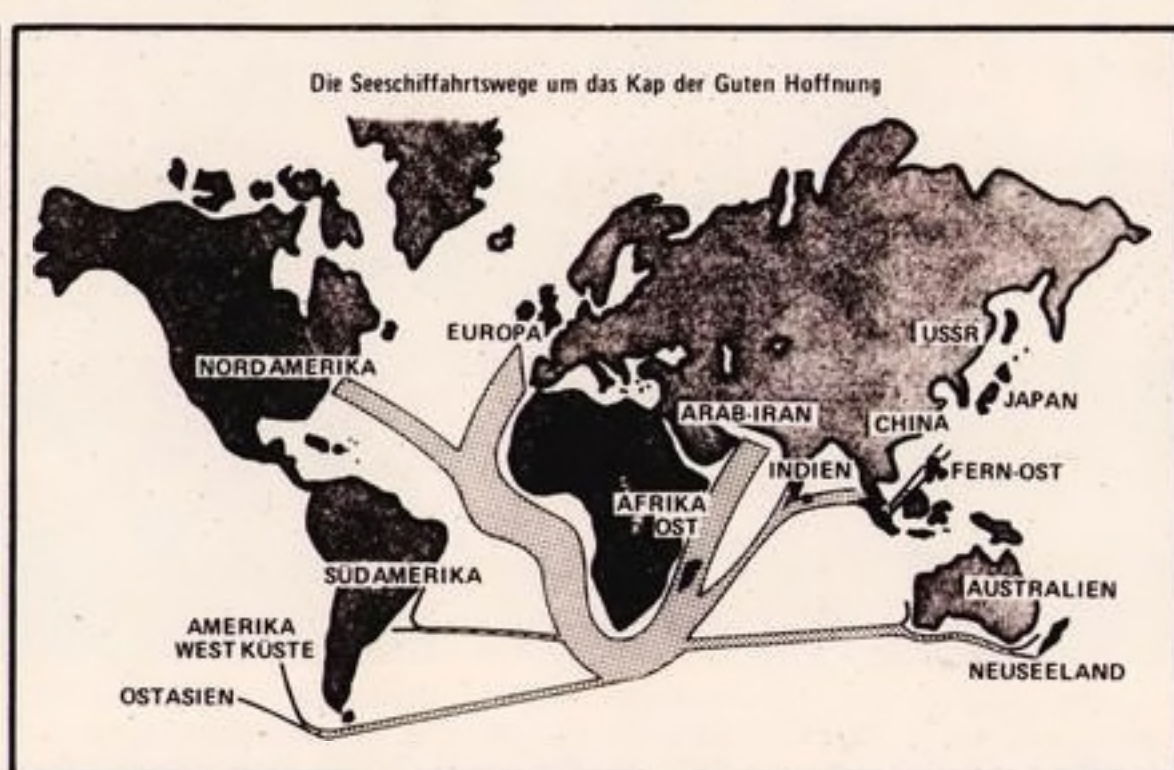 Die Seeschiffahrtswege um das Kap der Guten Hoffnung
EUROPA
USSR
NORDAMERIKA
JAPAN
ARAB-IRAN
CHINA
INDIEN
FERN-OST
AFRIKA
OST
SÜDAMERIKA
AUSTRALIEN
AMERIKA
WEST KÜSTE
NEUSEELAND
OSTASIEN